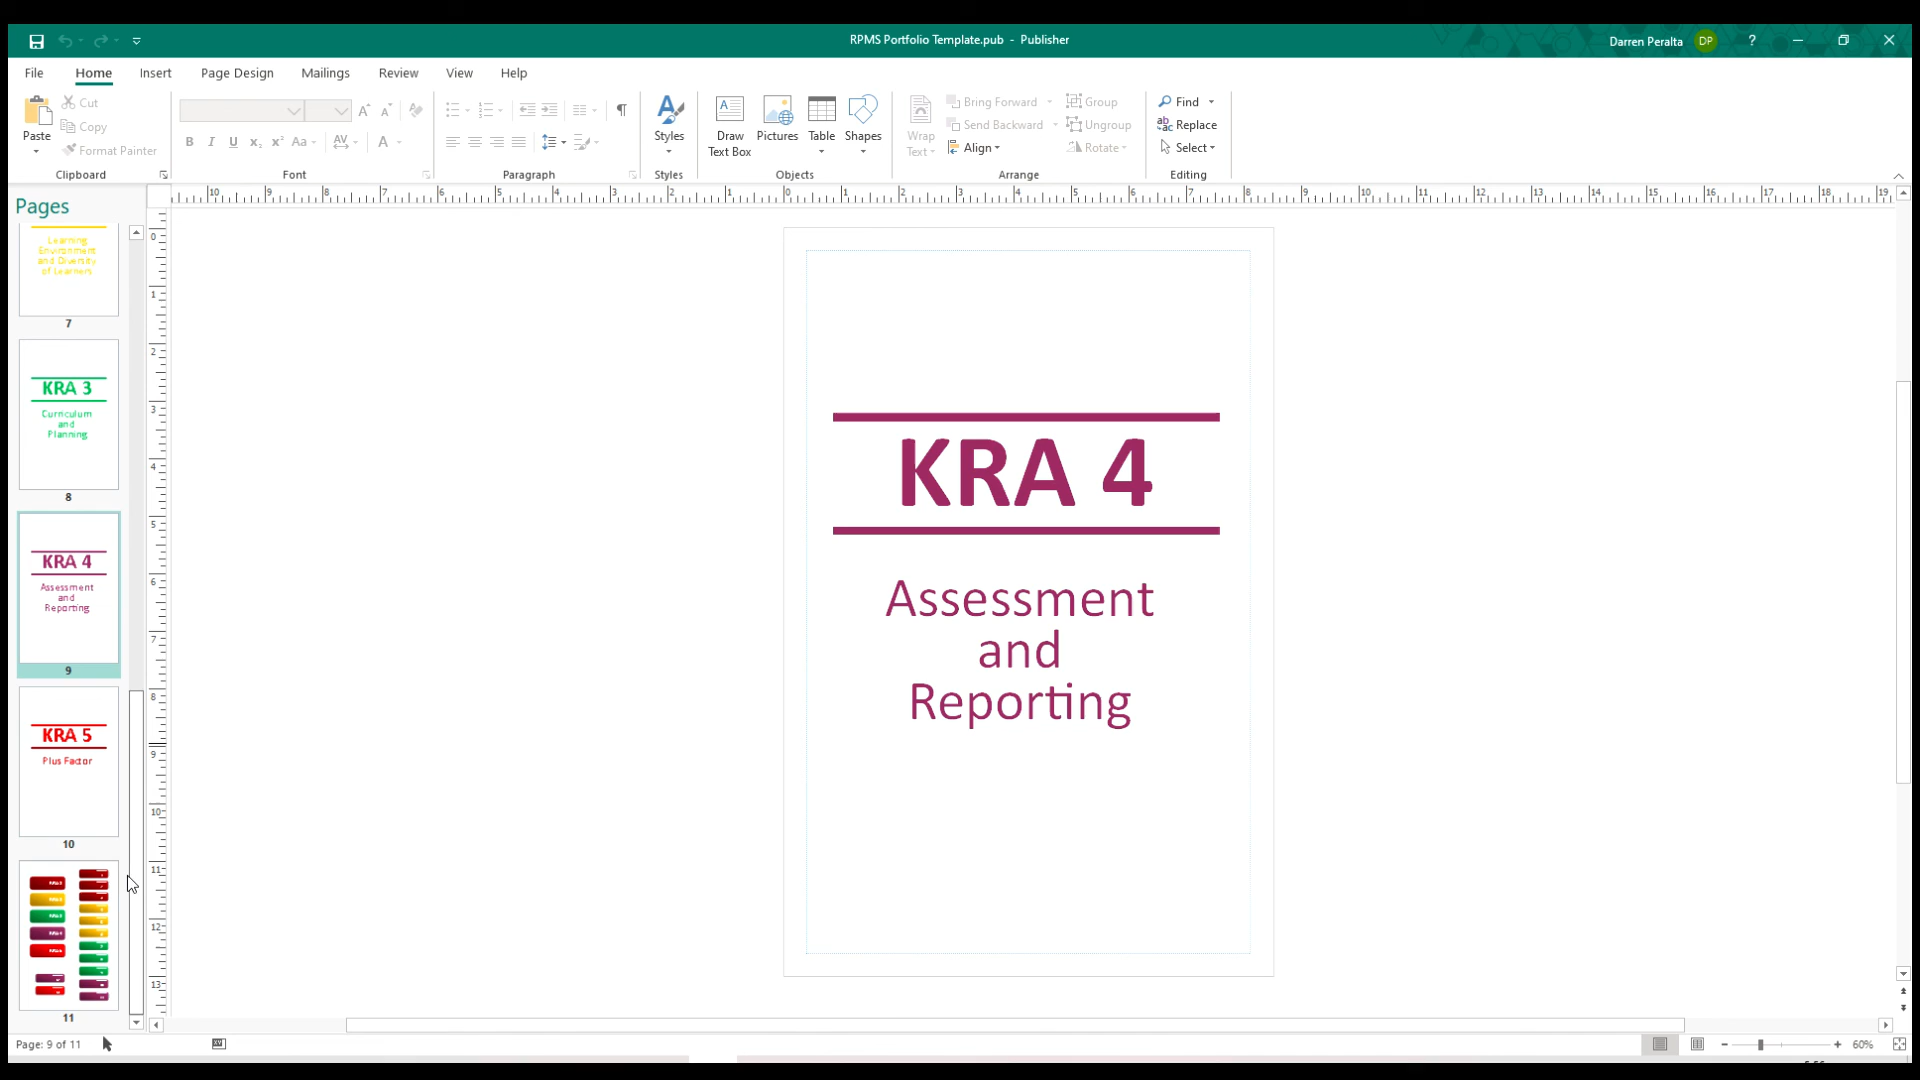 RPMS Portfolio Template.pub - Publisher
Darren Peralta DP ?
File Home Insert Page Design Mailings Review View Help
Paste
Cut
Copy
Format Painter
Clipboard
Font
Paragraph
Styles
Styles
Draw
Text Box
Pictures
Table
Shapes
Objects
Wrap
Text
Bring Forward
Send Backward
Align
Group
Ungroup
Rotate
Arrange
Find
Replace
Select
Editing
Pages
Learning
Environment
and Diversity
of Learners
7
KRA 3
Curriculum
and
Planning
8
KRA 4
Assessment
and
Reporting
9
KRA 5
Plus Factor
10
11
KRA 4
Assessment
and
Reporting
Page: 9 of 11
60%